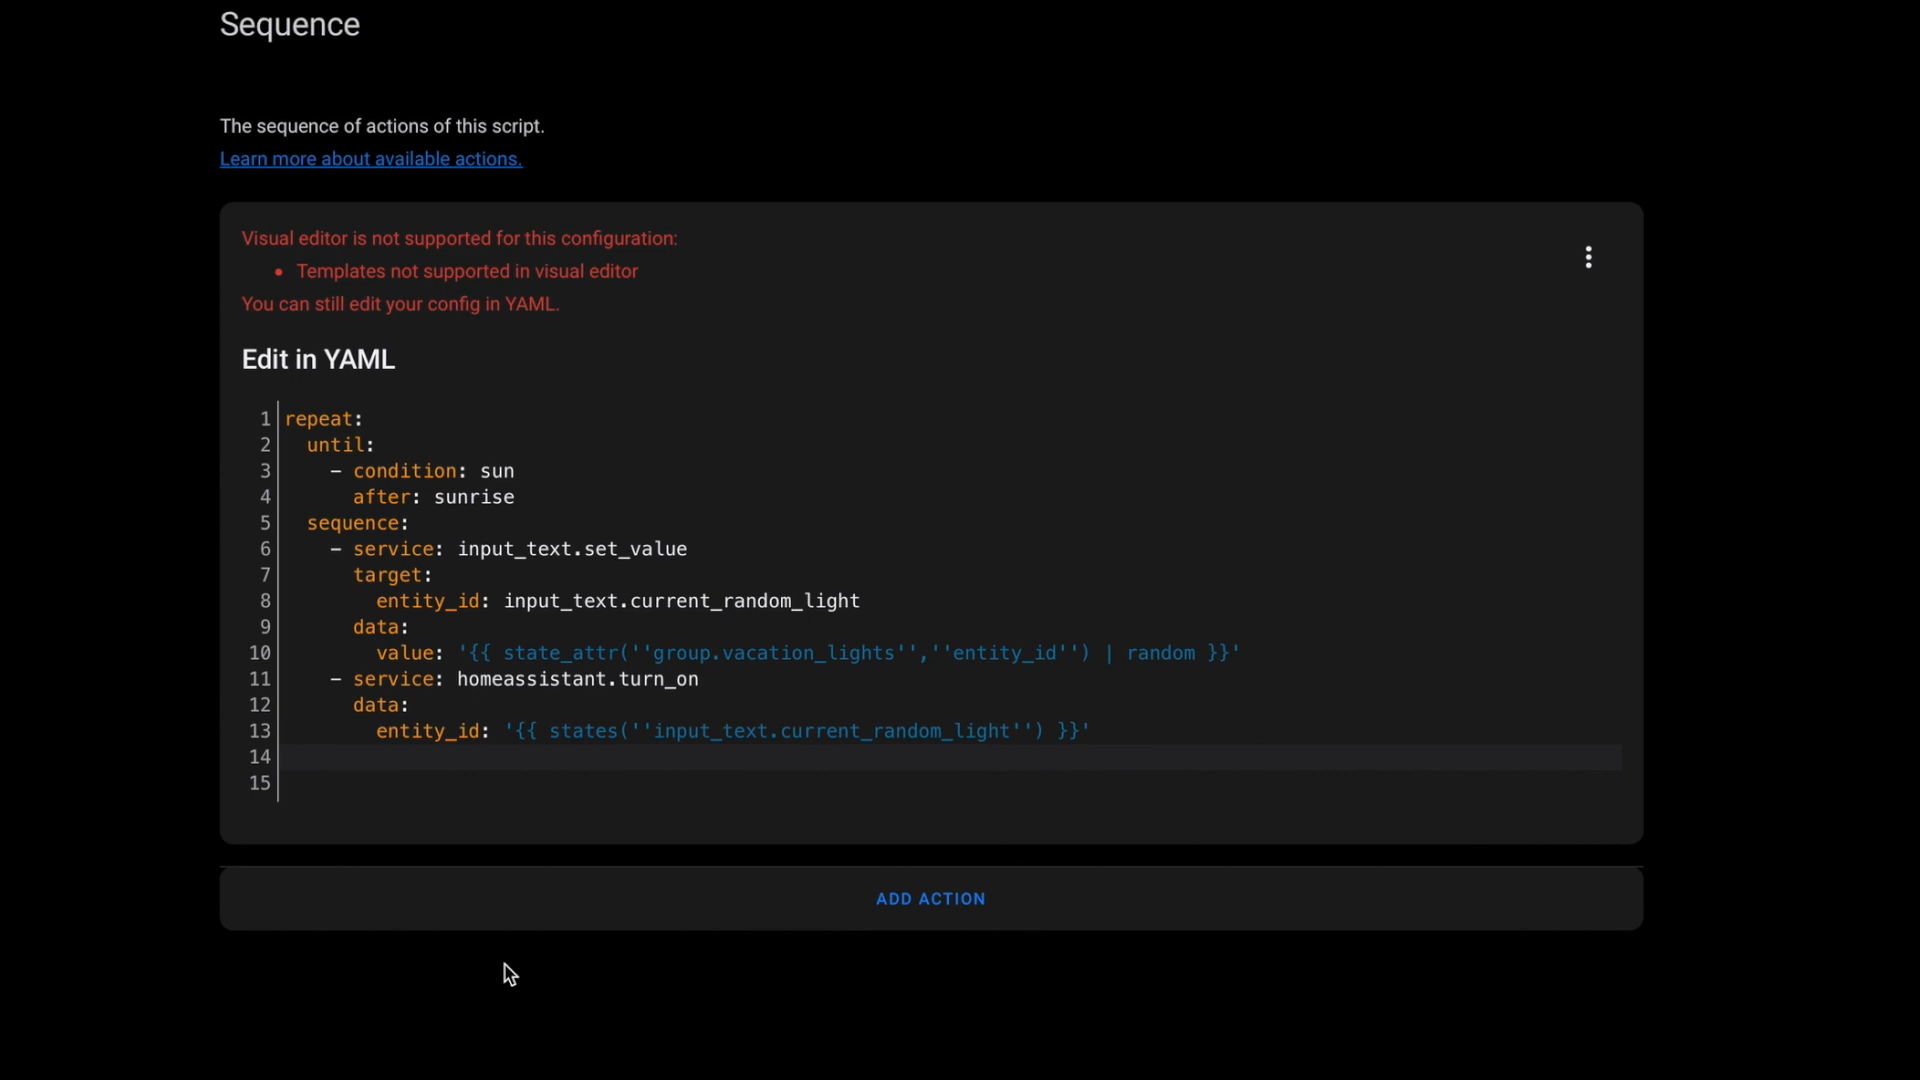 Sequence
The sequence of actions of this script.
Learn more about available actions.
Visual editor is not supported for this configuration:
• Templates not supported in visual editor
You can still edit your config in YAML.
Edit in YAML
1 repeat:
2   until:
3     - condition: sun
4       after: sunrise
5   sequence:
6     - service: input_text.set_value
7       target:
8         entity_id: input_text.current_random_light
9       data:
10         value: '{{ state_attr(''group.vacation_lights'',''entity_id'') | random }}'
11     - service: homeassistant.turn_on
12       data:
13         entity_id: '{{ states(''input_text.current_random_light'') }}'
14
15
ADD ACTION